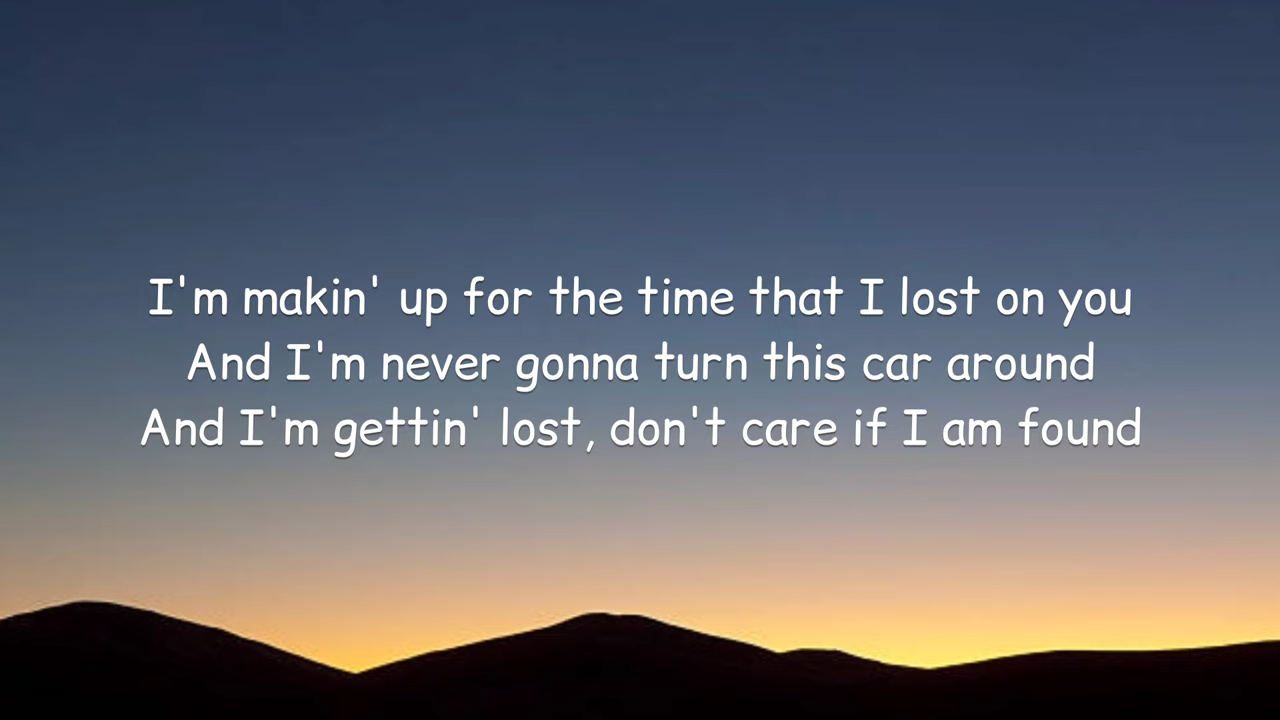 I'm makin' up for the time that I lost on you
And I'm never gonna turn this car around
And I'm gettin' lost, don't care if I am found